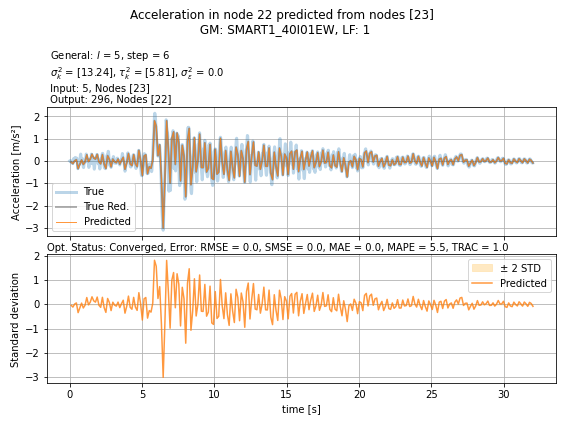 Acceleration in node 22 predicted from nodes [23]
GM: SMART1_40I01EW, LF: 1
General: l = 5, step = 6
σ²ₖ = [13.24], τ²ₖ = [5.81], σ²ε = 0.0
Input: 5, Nodes [23]
Output: 296, Nodes [22]
Acceleration [m/s²]
2
1
0
−1
−2
−3
True
True Red.
Predicted
Opt. Status: Converged, Error: RMSE = 0.0, SMSE = 0.0, MAE = 0.0, MAPE = 5.5, TRAC = 1.0
Standard deviation
2
1
0
−1
−2
−3
± 2 STD
Predicted
0 5 10 15 20 25 30
time [s]